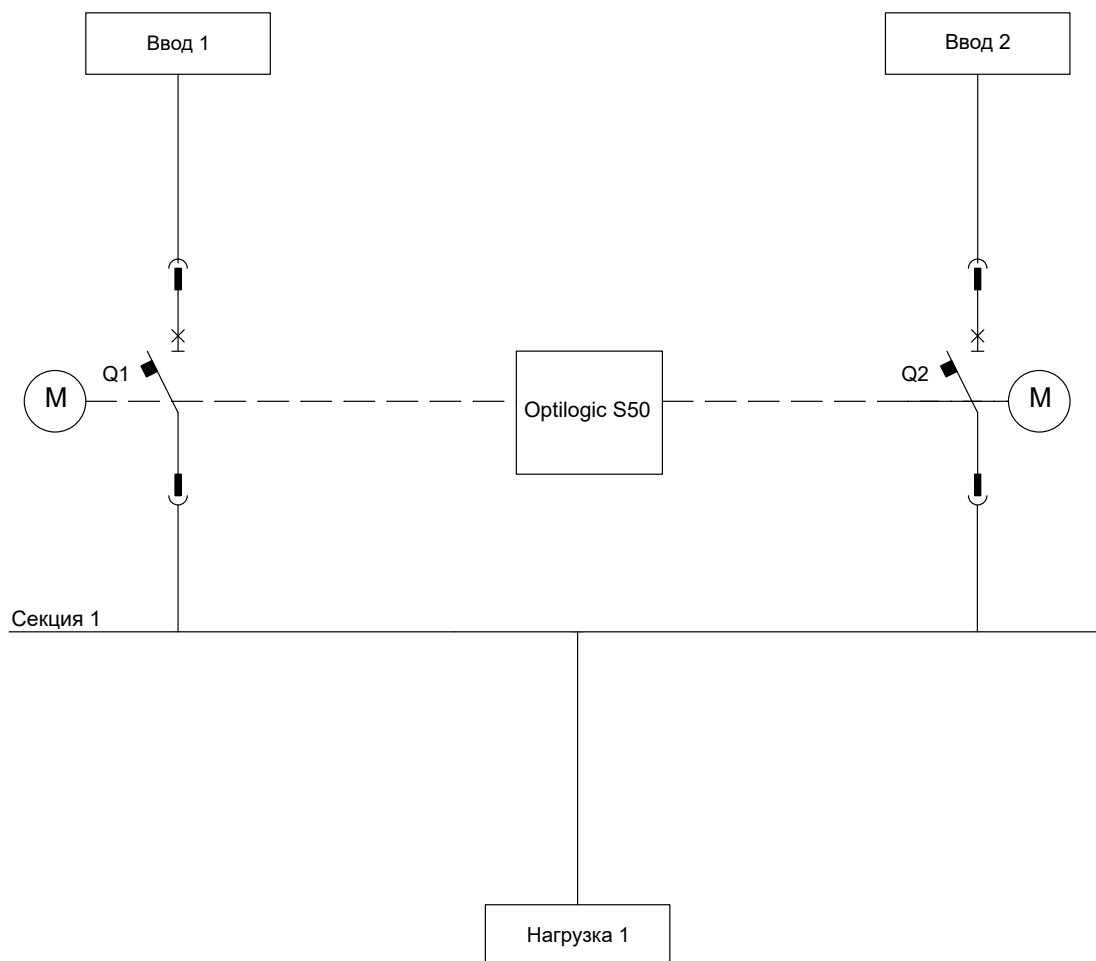 Ввод 1
Ввод 2
Q1
Q2
M
Optilogic S50
M
Секция 1
Нагрузка 1